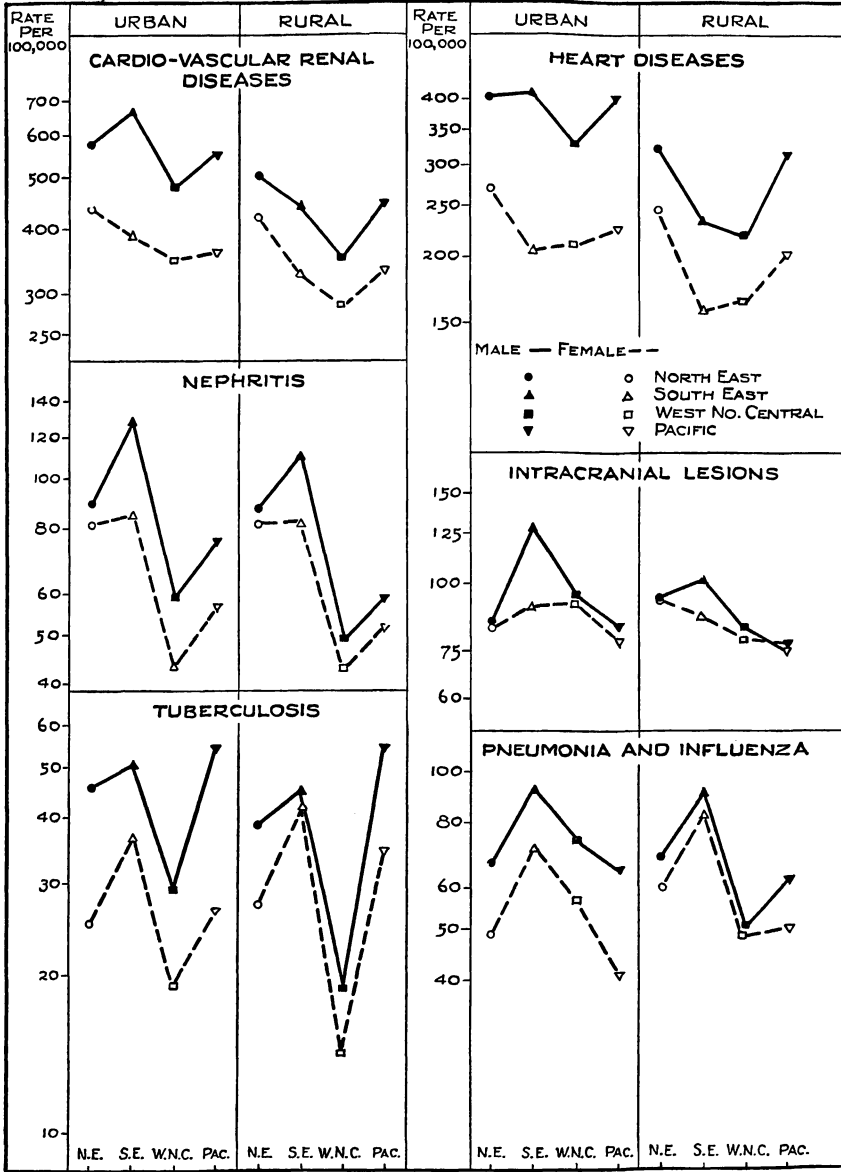 RATE PER 100,000
URBAN
RURAL
CARDIO-VASCULAR RENAL
DISEASES
700
600
500
400
300
250
NEPHRITIS
140
120
100
80
60
50
40
TUBERCULOSIS
60
50
40
30
20
10
N.E. S.E. W.N.C. PAC. N.E. S.E. W.N.C PAC.
RATE PER 100,000
URBAN
RURAL
HEART DISEASES
400
350
300
250
200
150
MALE FEMALE
NORTH EAST
SOUTH EAST
WEST NO. CENTRAL
PACIFIC
INTRACRANIAL LESIONS
150
125
100
75
60
PNEUMONIA AND INFLUENZA
100
80
60
50
40
N.E. S.E. W.N.C. PAC. N.E. S.E. W.N.C. PAC.